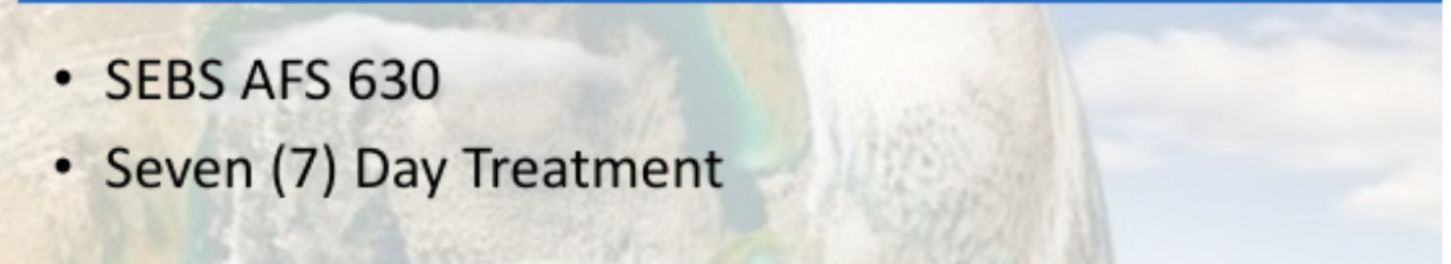 • SEBS AFS 630
• Seven (7) Day Treatment